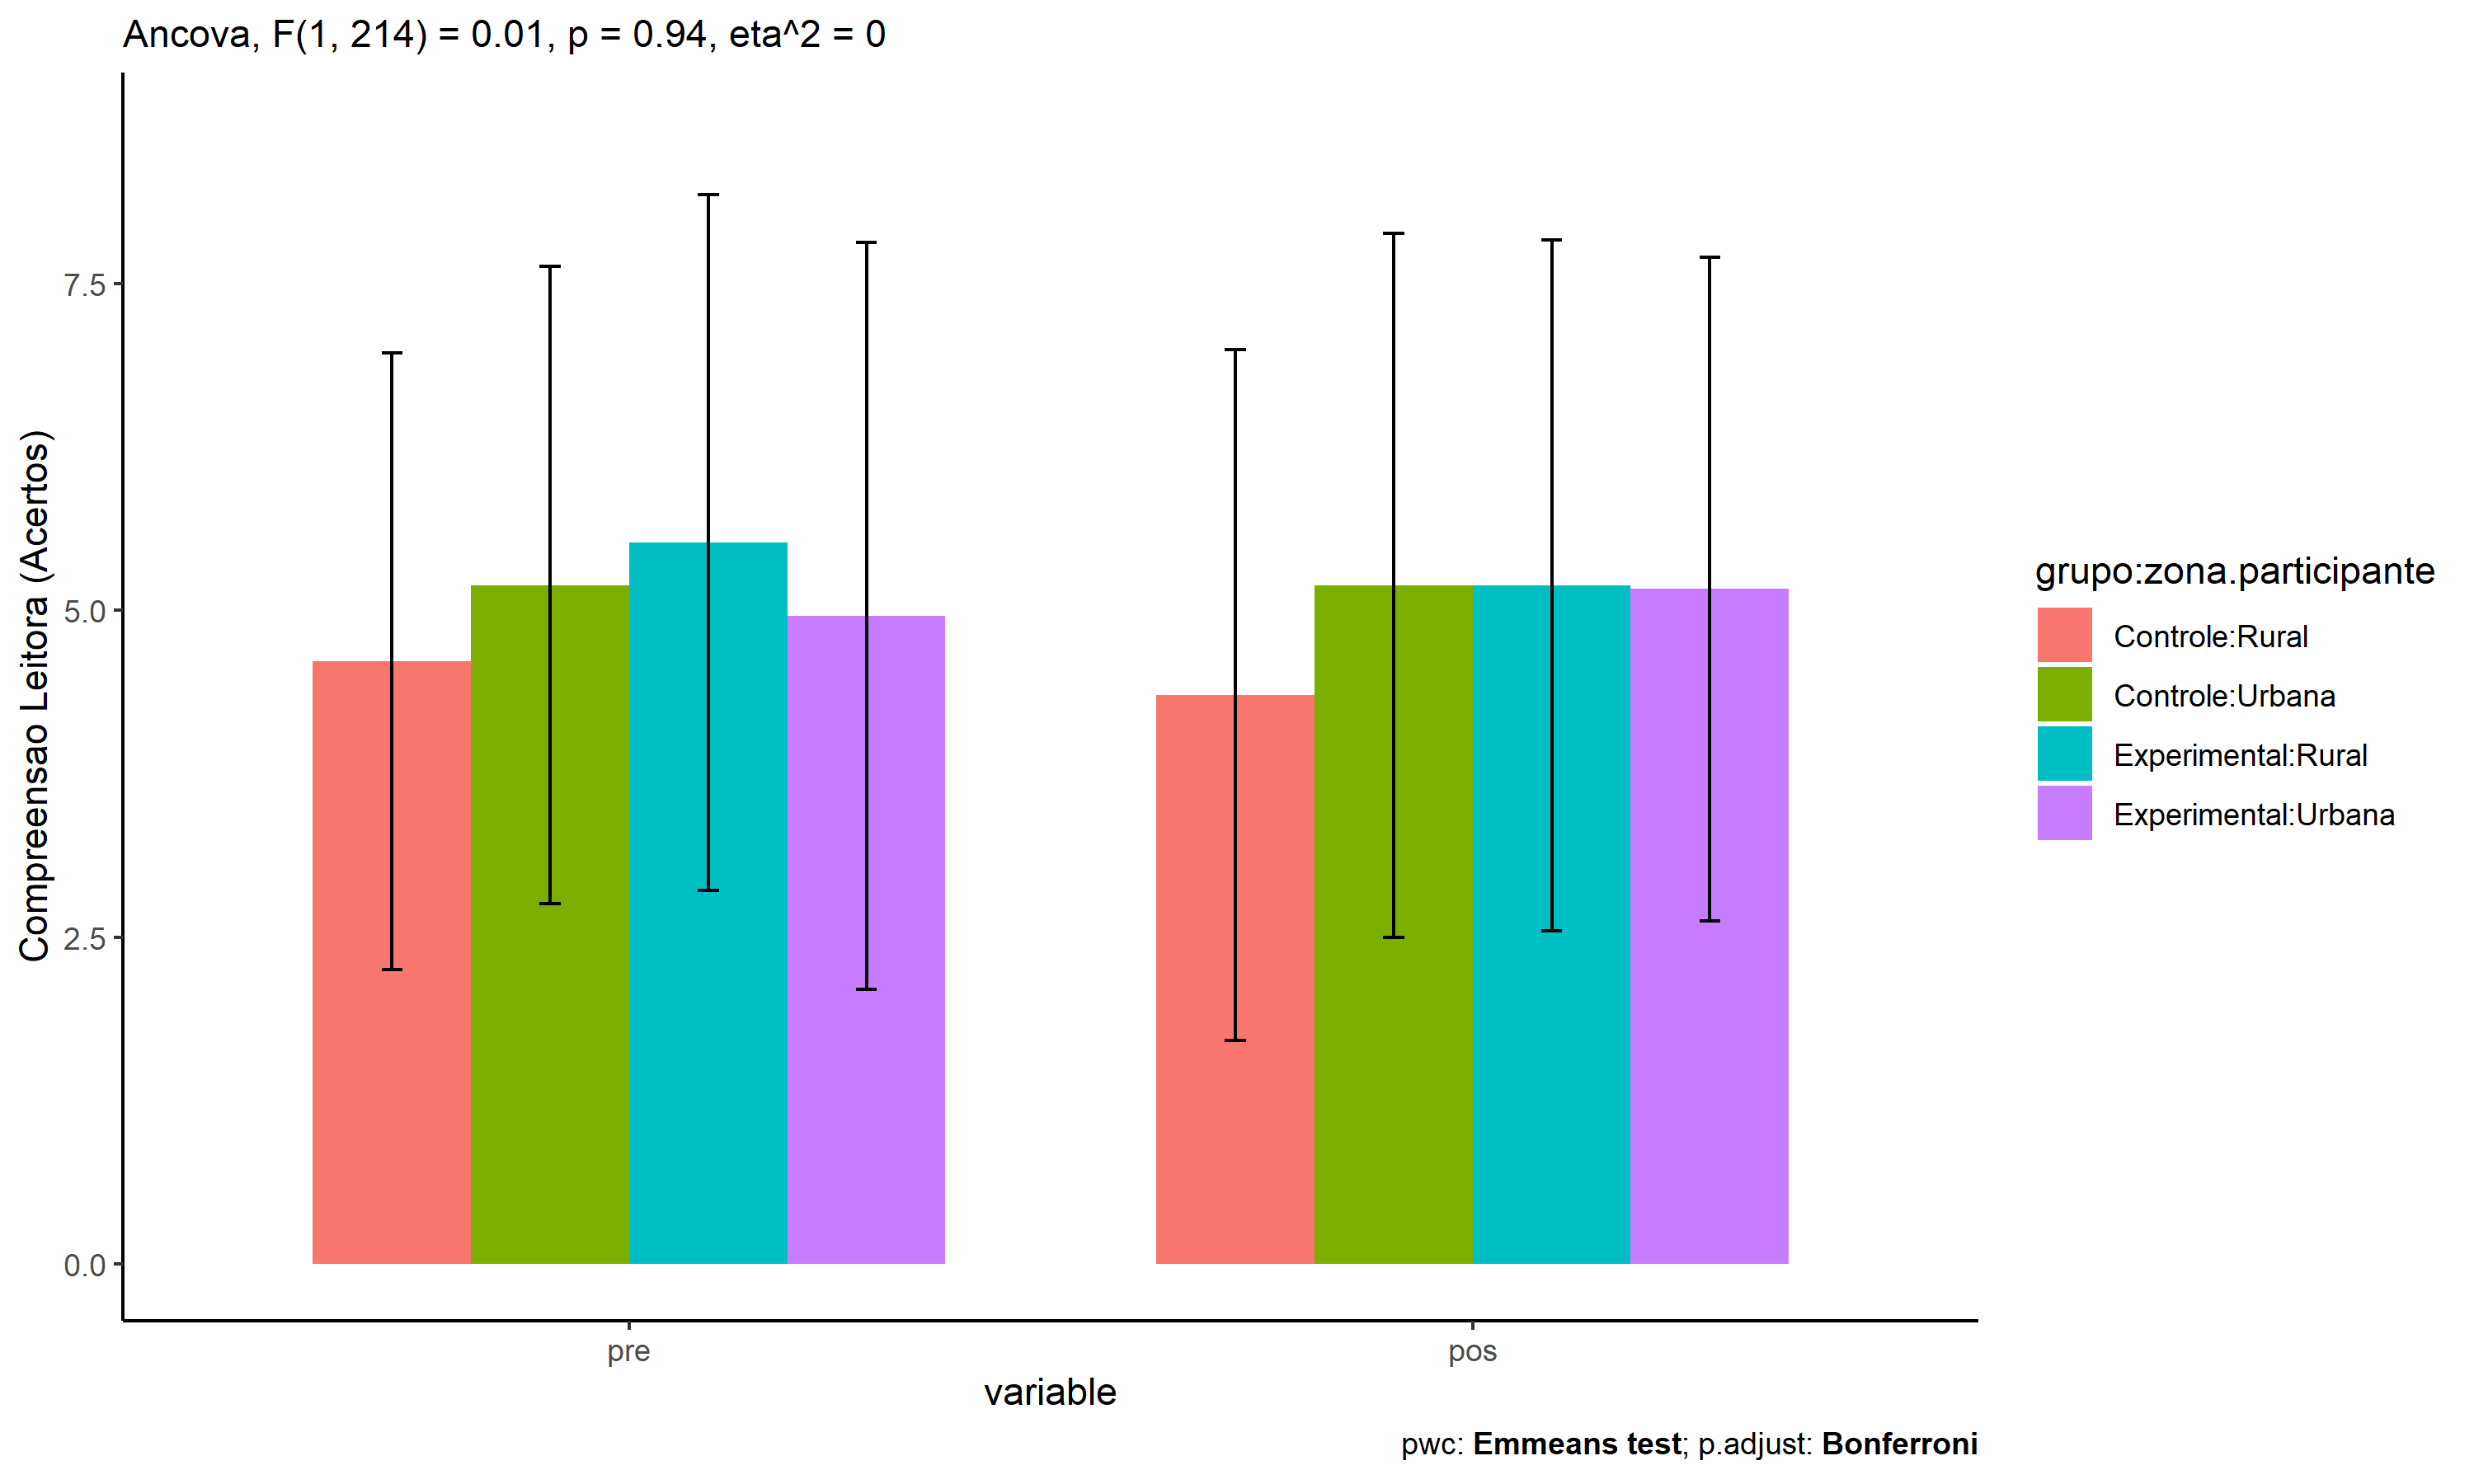 Ancova, F(1, 214) = 0.01, p = 0.94, eta^2 = 0
Compreensao Leitora (Acertos)
7.5
5.0
2.5
0.0
pre
pos
variable
grupo:zona.participante
Controle:Rural
Controle:Urbana
Experimental:Rural
Experimental:Urbana
pwc: Emmeans test; p.adjust: Bonferroni